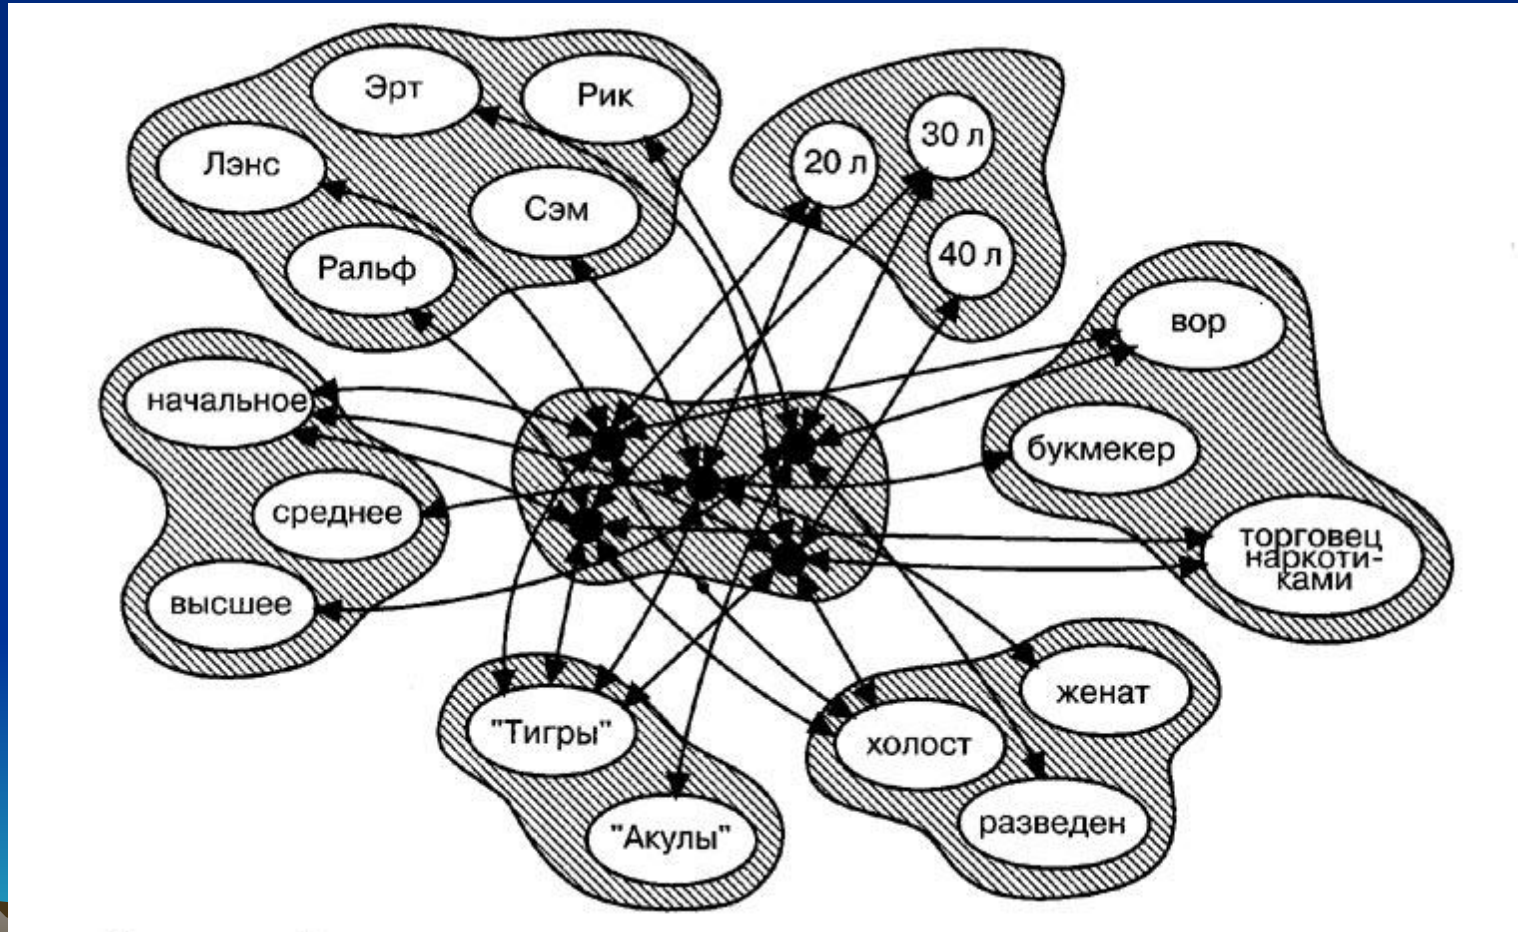 Эрт
Рик
Лэнс
Сэм
Ральф
20 л
30 л
40 л
вор
букмекер
торговец
наркоти-
ками
начальное
среднее
высшее
"Тигры"
"Акулы"
женат
холост
разведен